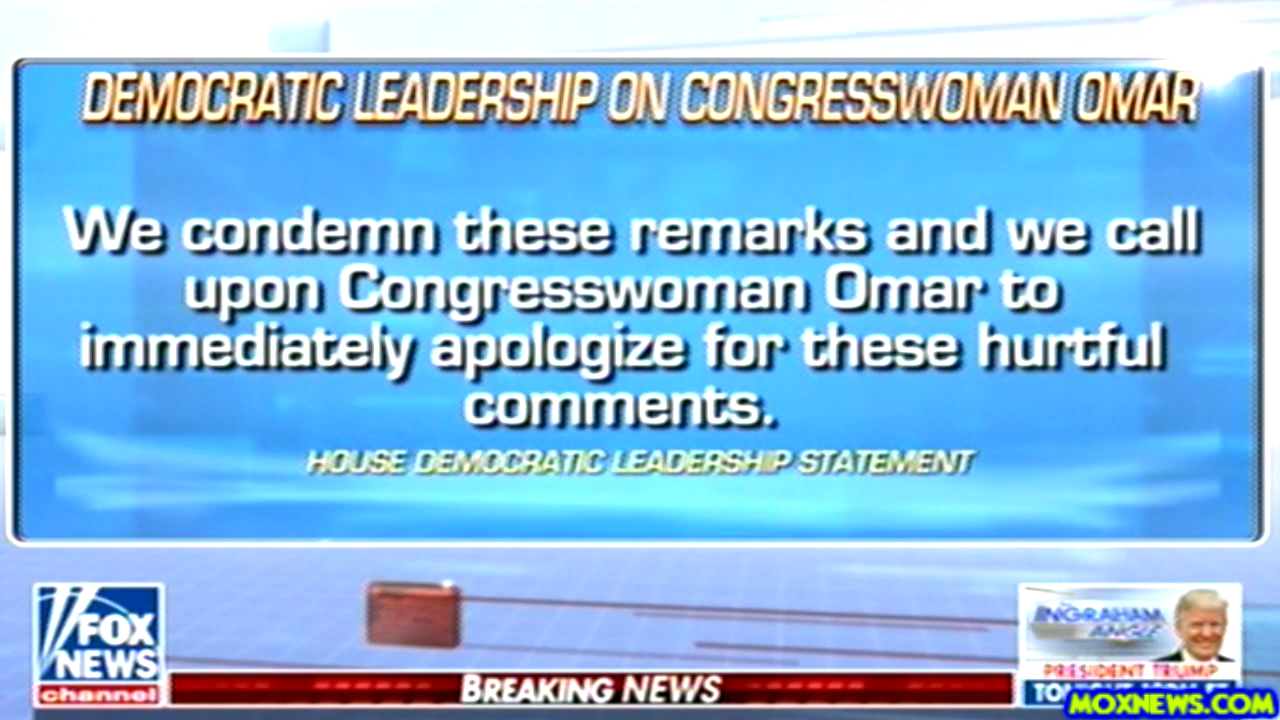 DEMOCRATIC LEADERSHIP ON CONGRESSWOMAN OMAR
We condemn these remarks and we call
upon Congresswoman Omar to
immediately apologize for these hurtful
comments.
HOUSE DEMOCRATIC LEADERSHIP STATEMENT
FOX
NEWS
channel
BREAKING NEWS
INGRAHAM
ANGLE
PRESIDENT TRUMP
MOXNEWS.COM